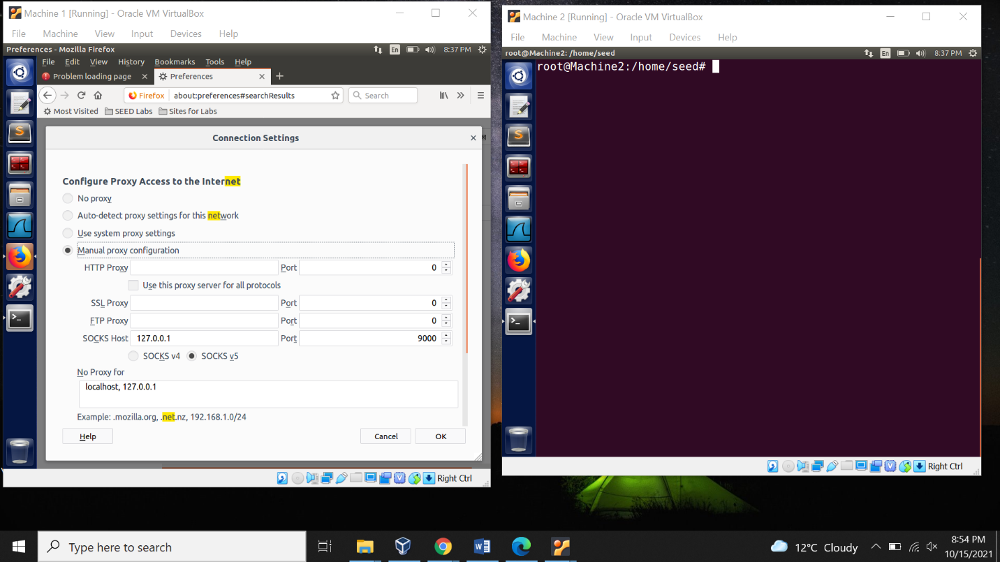 Machine 1 [Running] - Oracle VM VirtualBox
File Machine View Input Devices Help
Preferences - Mozilla Firefox En 8:37 PM
File Edit View History Bookmarks Tools Help
Problem loading page Preferences
Firefox about:preferences#searchResults Search
Most Visited SEED Labs Sites for Labs
Connection Settings
Configure Proxy Access to the Internet
No proxy
Auto-detect proxy settings for this network
Use system proxy settings
Manual proxy configuration
HTTP Proxy Port 0
Use this proxy server for all protocols
SSL Proxy Port 0
FTP Proxy Port 0
SOCKS Host 127.0.0.1 Port 9000
SOCKS v4 SOCKS v5
No Proxy for
localhost, 127.0.0.1
Example: .mozilla.org, .net.nz, 192.168.1.0/24
Help Cancel OK
Right Ctrl
Machine 2 [Running] - Oracle VM VirtualBox
File Machine View Input Devices Help
root@Machine2: /home/seed En 8:37 PM
root@Machine2:/home/seed#
Right Ctrl
Type here to search
12°C Cloudy
8:54 PM
10/15/2021